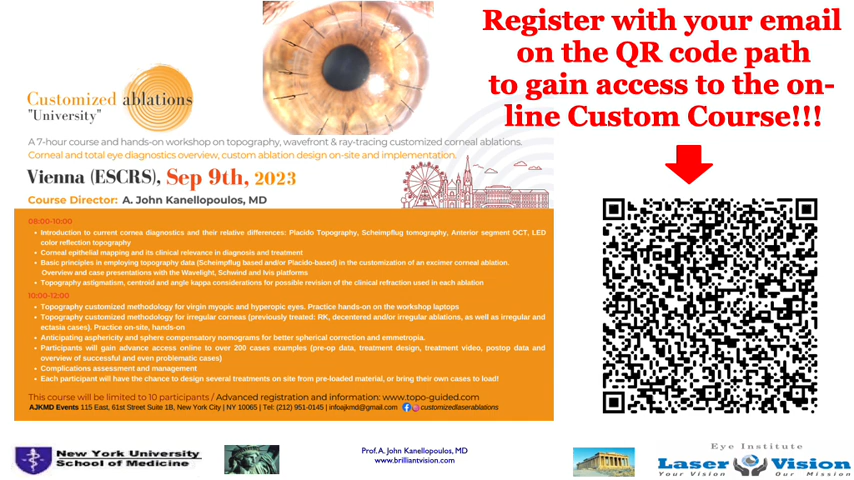 Register with your email
on the QR code path
to gain access to the on-
line Custom Course!!!
Customized ablations
"University"
A 7-hour course and hands-on workshop on topography, wavefront & ray-tracing customized corneal ablations.
Corneal and total eye diagnostics overview, custom ablation design on-site and implementation.
Vienna (ESCRS), Sep 9th, 2023
Course Director: A. John Kanellopoulos, MD
08:00-10:00
• Introduction to current cornea diagnostics and their relative differences: Placido Topography, Scheimpflug tomography, Anterior segment OCT, LED
color reflection topography
• Corneal epithelial mapping and its clinical relevance in diagnosis and treatment
• Basic principles in employing topography data (Scheimpflug based and/or Placido-based) in the customization of an excimer corneal ablation.
Overview and case presentations with the Wavelight, Schwind and Ivis platforms
• Topography astigmatism, centroid and angle kappa considerations for possible revision of the clinical refraction used in each ablation
10:00-12:00
• Topography customized methodology for virgin myopic and hyperopic eyes. Practice hands-on on the workshop laptops
• Topography customized methodology for irregular corneas (previously treated: RK, decentered and/or irregular ablations, as well as irregular and
ectasia cases). Practice on-site, hands-on
• Anticipating asphericity and sphere compensatory nomograms for better spherical correction and emmetropia.
• Participants will gain advance access online to over 200 cases examples (pre-op data, treatment design, treatment video, postop data and
overview of successful and even problematic cases)
• Complications assessment and management
• Each participant will have the chance to design several treatments on site from pre-loaded material, or bring their own cases to load!
This course will be limited to 10 participants / Advanced registration and information: www.topo-guided.com
AJKMD Events 115 East, 61st Street Suite 1B, New York City | NY 10065 | Tel: (212) 951-0145 | infoajkmd@gmail.com customizedlaserablations
New York University
School of Medicine
Prof. A. John Kanellopoulos, MD
www.brilliantvision.com
Eye Institute
Laser Vision
Your Vision Our Mission